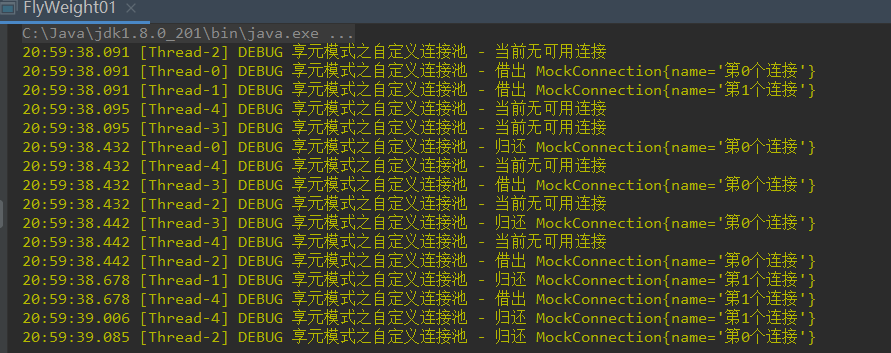 FlyWeight01 ×
C:\Java\jdk1.8.0_201\bin\java.exe ...
20:59:38.091 [Thread-2] DEBUG 享元模式之自定义连接池 - 当前无可用连接
20:59:38.091 [Thread-0] DEBUG 享元模式之自定义连接池 - 借出 MockConnection{name='第0个连接'}
20:59:38.091 [Thread-1] DEBUG 享元模式之自定义连接池 - 借出 MockConnection{name='第1个连接'}
20:59:38.095 [Thread-4] DEBUG 享元模式之自定义连接池 - 当前无可用连接
20:59:38.095 [Thread-3] DEBUG 享元模式之自定义连接池 - 当前无可用连接
20:59:38.432 [Thread-0] DEBUG 享元模式之自定义连接池 - 归还 MockConnection{name='第0个连接'}
20:59:38.432 [Thread-4] DEBUG 享元模式之自定义连接池 - 当前无可用连接
20:59:38.432 [Thread-3] DEBUG 享元模式之自定义连接池 - 借出 MockConnection{name='第0个连接'}
20:59:38.432 [Thread-2] DEBUG 享元模式之自定义连接池 - 当前无可用连接
20:59:38.442 [Thread-3] DEBUG 享元模式之自定义连接池 - 归还 MockConnection{name='第0个连接'}
20:59:38.442 [Thread-4] DEBUG 享元模式之自定义连接池 - 当前无可用连接
20:59:38.442 [Thread-2] DEBUG 享元模式之自定义连接池 - 借出 MockConnection{name='第0个连接'}
20:59:38.678 [Thread-1] DEBUG 享元模式之自定义连接池 - 归还 MockConnection{name='第1个连接'}
20:59:38.678 [Thread-4] DEBUG 享元模式之自定义连接池 - 借出 MockConnection{name='第1个连接'}
20:59:39.006 [Thread-4] DEBUG 享元模式之自定义连接池 - 归还 MockConnection{name='第1个连接'}
20:59:39.085 [Thread-2] DEBUG 享元模式之自定义连接池 - 归还 MockConnection{name='第0个连接'}